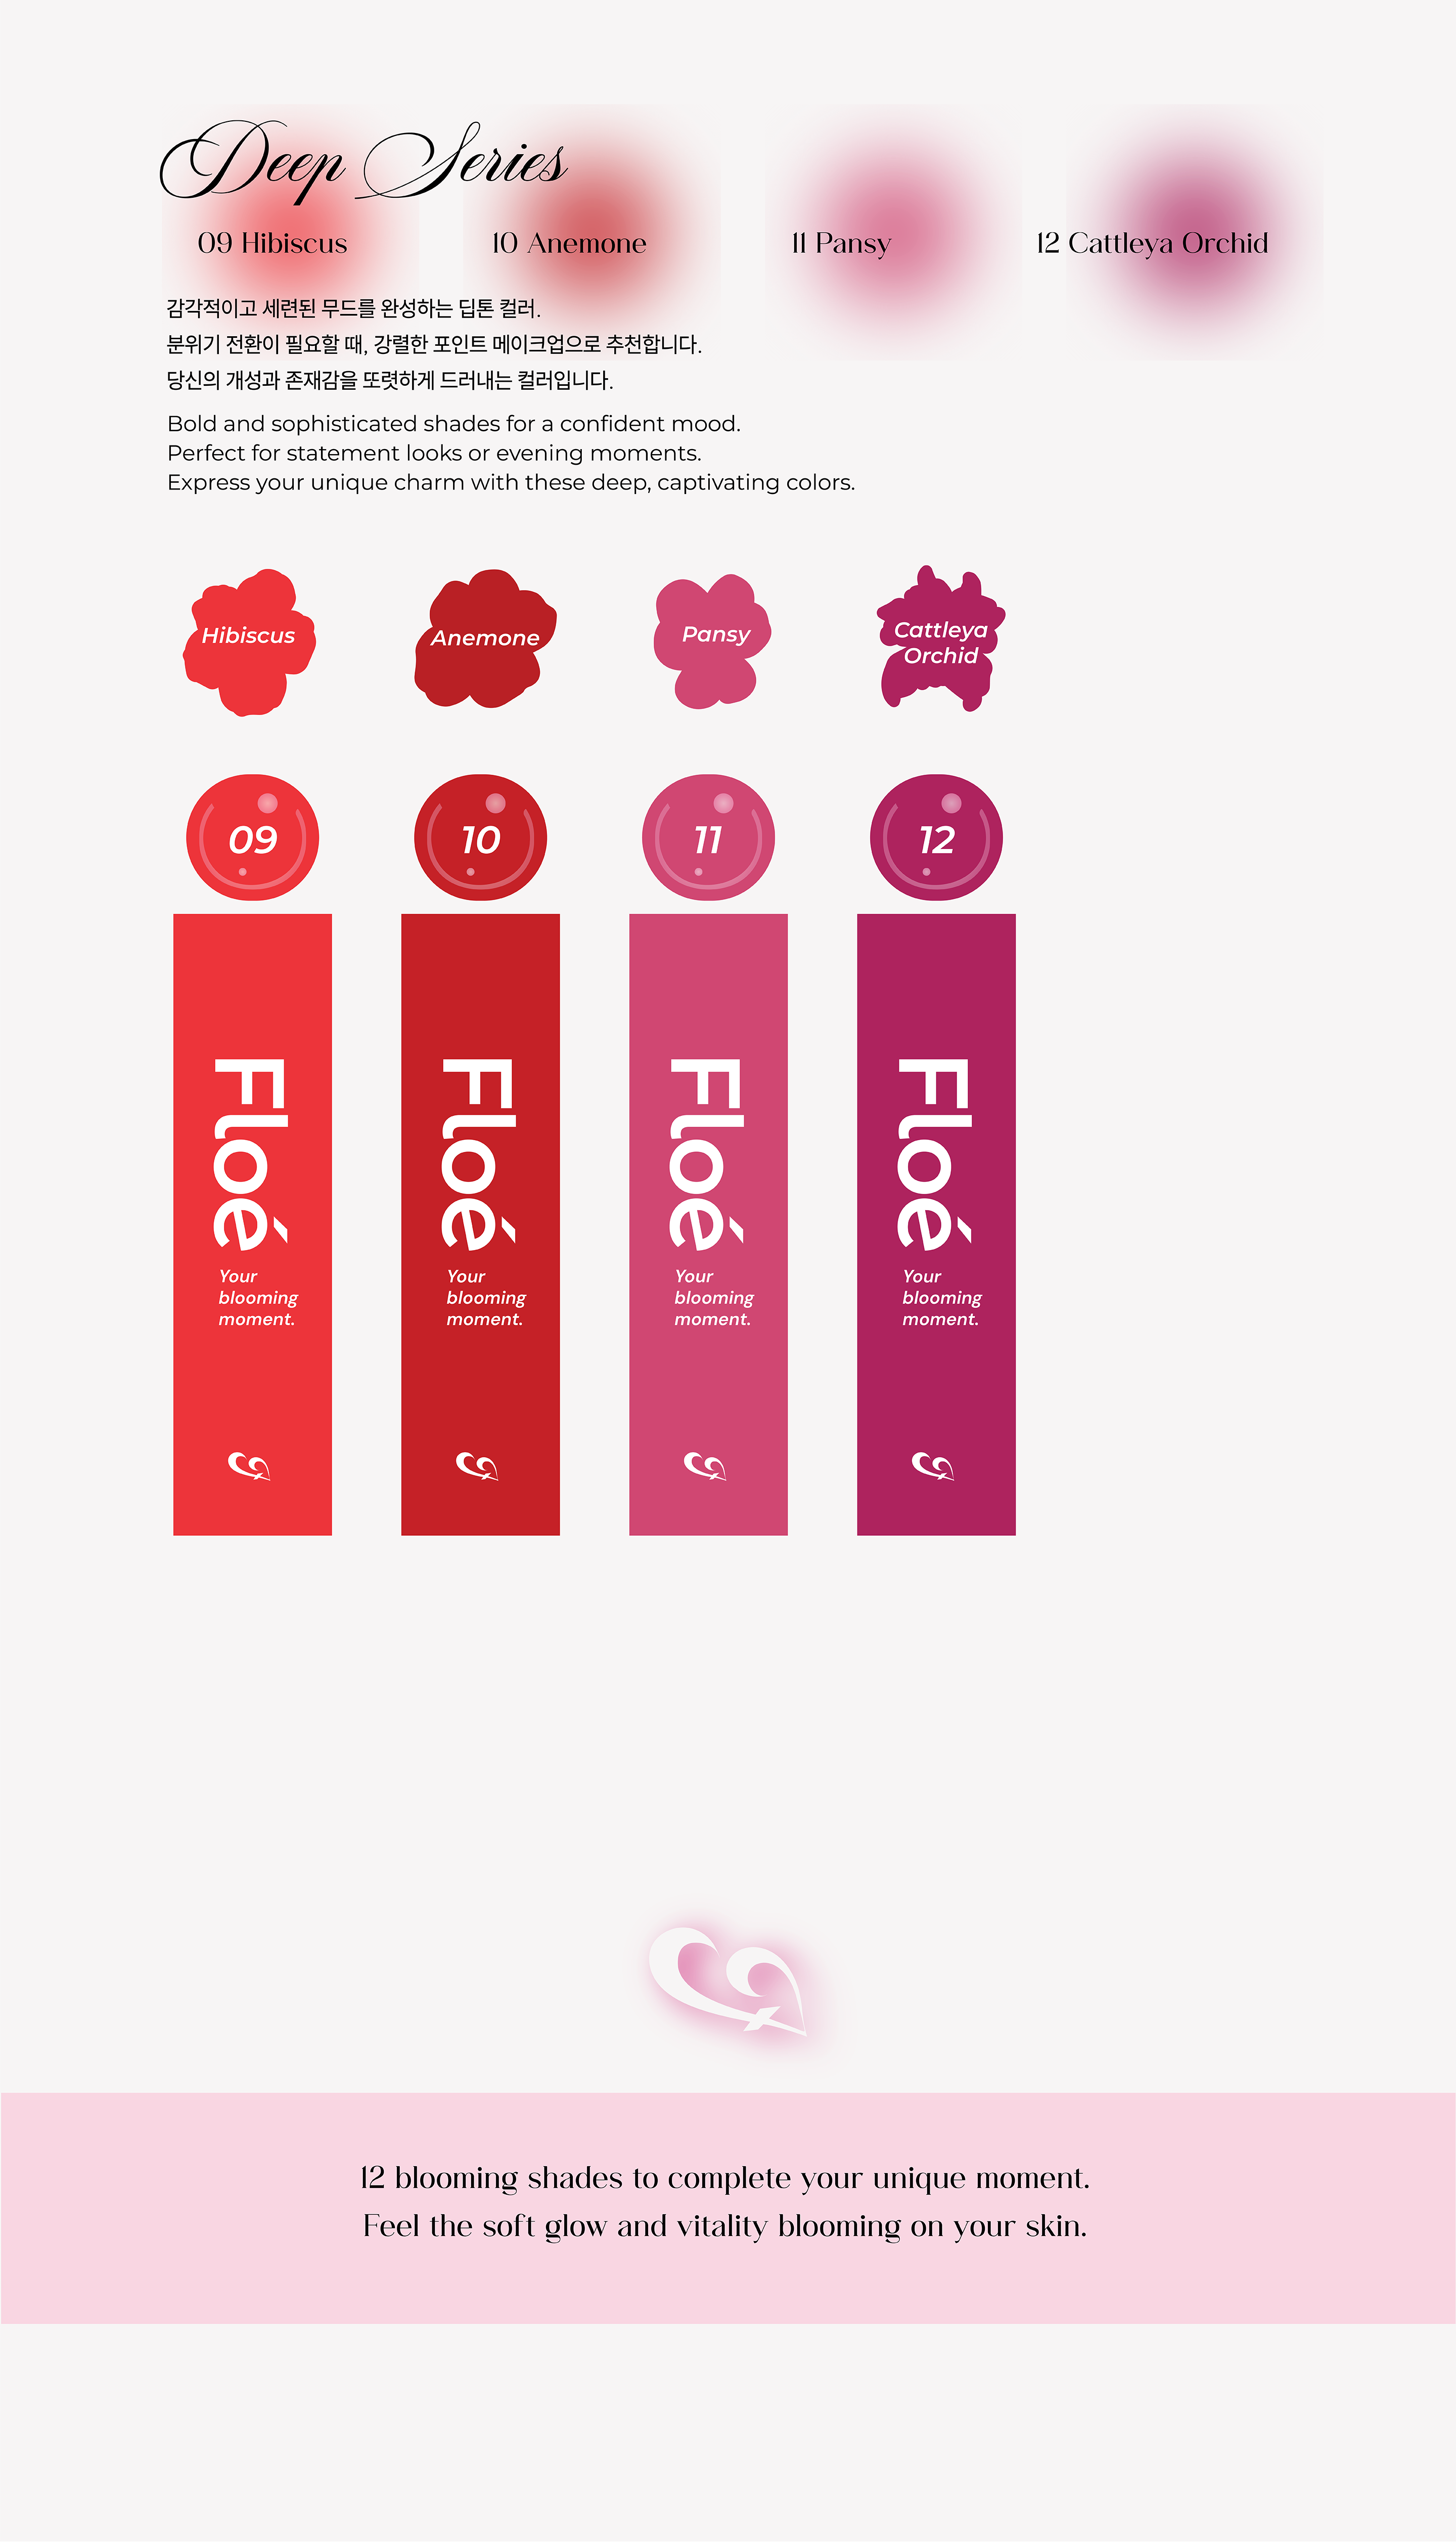 Deep Series
09 Hibiscus
10 Anemone
11 Pansy
12 Cattleya Orchid
감각적이고 세련된 무드를 완성하는 딥톤 컬러.
분위기 전환이 필요할 때, 강렬한 포인트 메이크업으로 추천합니다.
당신의 개성과 존재감을 또렷하게 드러내는 컬러입니다.
Bold and sophisticated shades for a confident mood.
Perfect for statement looks or evening moments.
Express your unique charm with these deep, captivating colors.
Hibiscus
Anemone
Pansy
Cattleya
Orchid
09
10
11
12
Floé
Your
blooming
moment.
Floé
Your
blooming
moment.
Floé
Your
blooming
moment.
Floé
Your
blooming
moment.
12 blooming shades to complete your unique moment.
Feel the soft glow and vitality blooming on your skin.